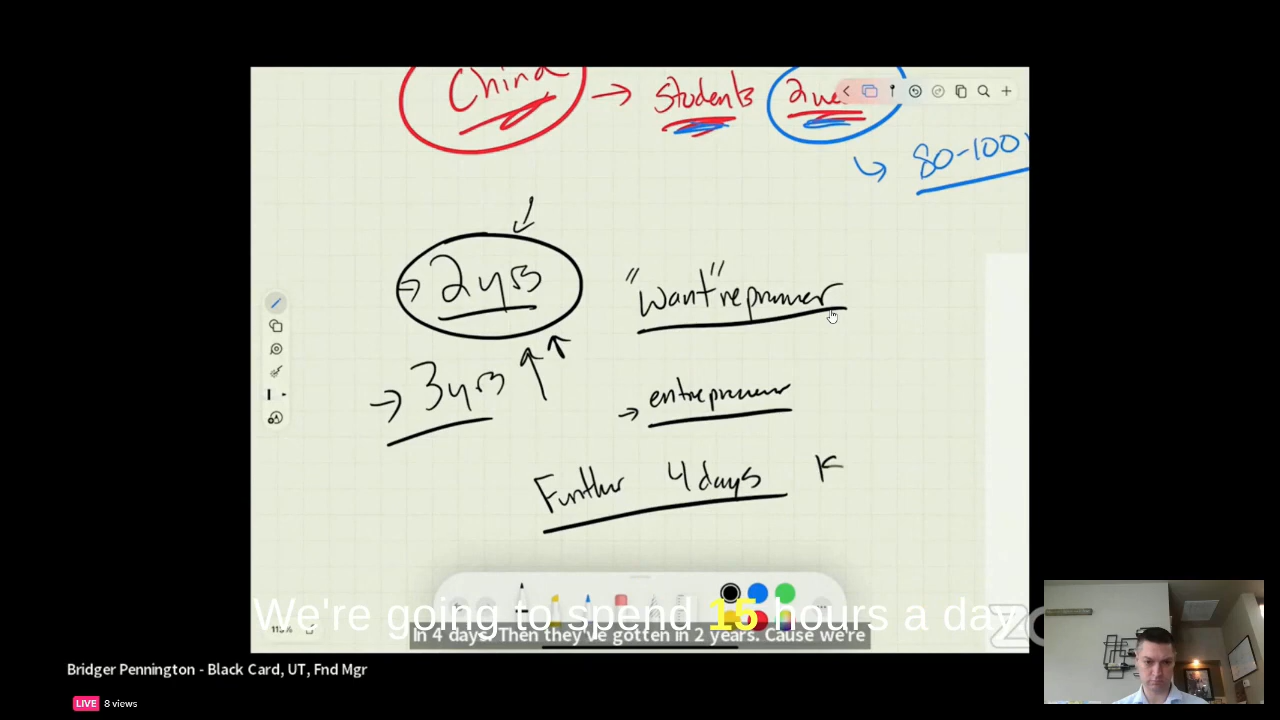 China → students
80-100
→ 2yrs "want"repreneur
→ 3yrs ↑↑ → entrepreneur
Further 4 days
We're going to spend 15 hours a day
In 4 days. Then they've gotten in 2 years. Cause we're
Bridger Pennington - Black Card, UT, Fnd Mgr
LIVE 8 views